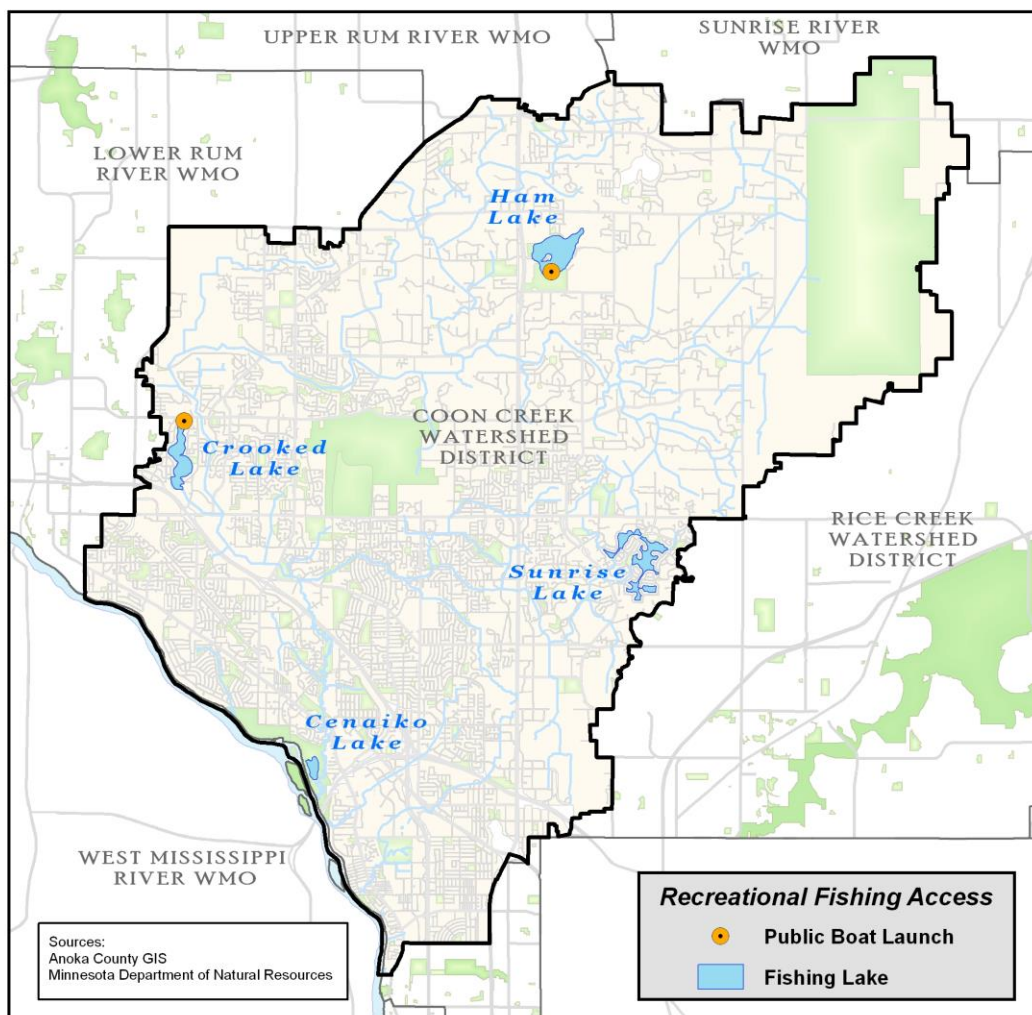 UPPER RUM RIVER WMO
SUNRISE RIVER
WMO
LOWER RUM
RIVER WMO
Ham
Lake
COON CREEK
WATERSHED
DISTRICT
Crooked
Lake
RICE CREEK
WATERSHED
DISTRICT
Sunrise
Lake
Cenaiko
Lake
WEST MISSISSIPPI
RIVER WMO
Sources:
Anoka County GIS
Minnesota Department of Natural Resources
Recreational Fishing Access
Public Boat Launch
Fishing Lake